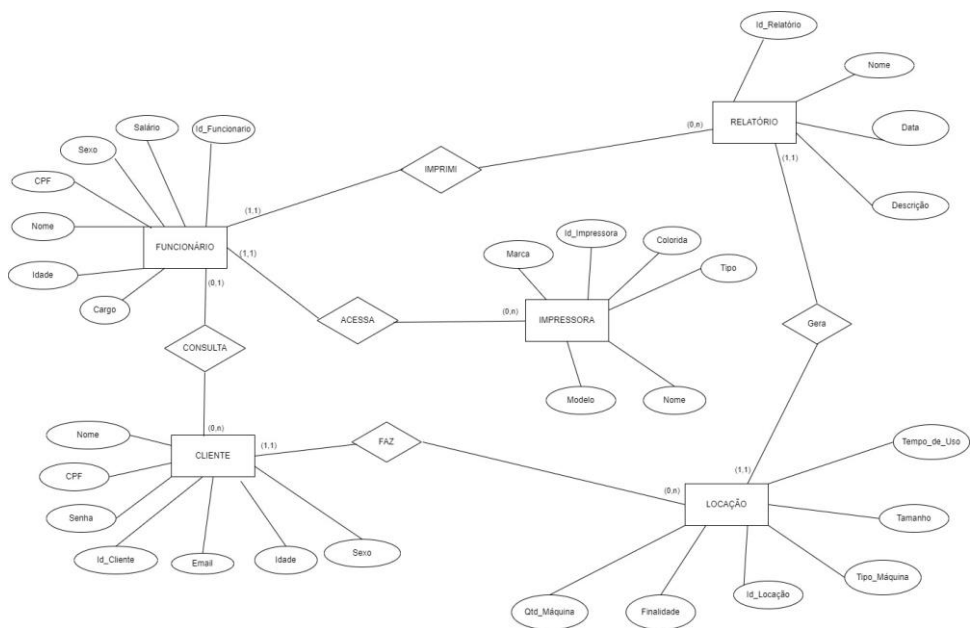 Id_Relatório
Nome
RELATÓRIO
Data
Descrição
(0,n)
(1,1)
Salário
Id_Funcionario
Sexo
CPF
Nome
Idade
Cargo
FUNCIONÁRIO
(1,1)
(1,1)
(0,1)
IMPRIMI
Id_Impressora
Colorida
Marca
Tipo
IMPRESSORA
(0,n)
Modelo
Nome
ACESSA
Gera
CONSULTA
(0,n)
Nome
CLIENTE
(1,1)
CPF
Senha
Id_Cliente
Email
Idade
Sexo
FAZ
(1,1)
(0,n)
LOCAÇÃO
Tempo_de_Uso
Tamanho
Tipo_Máquina
Id_Locação
Finalidade
Qtd_Máquina